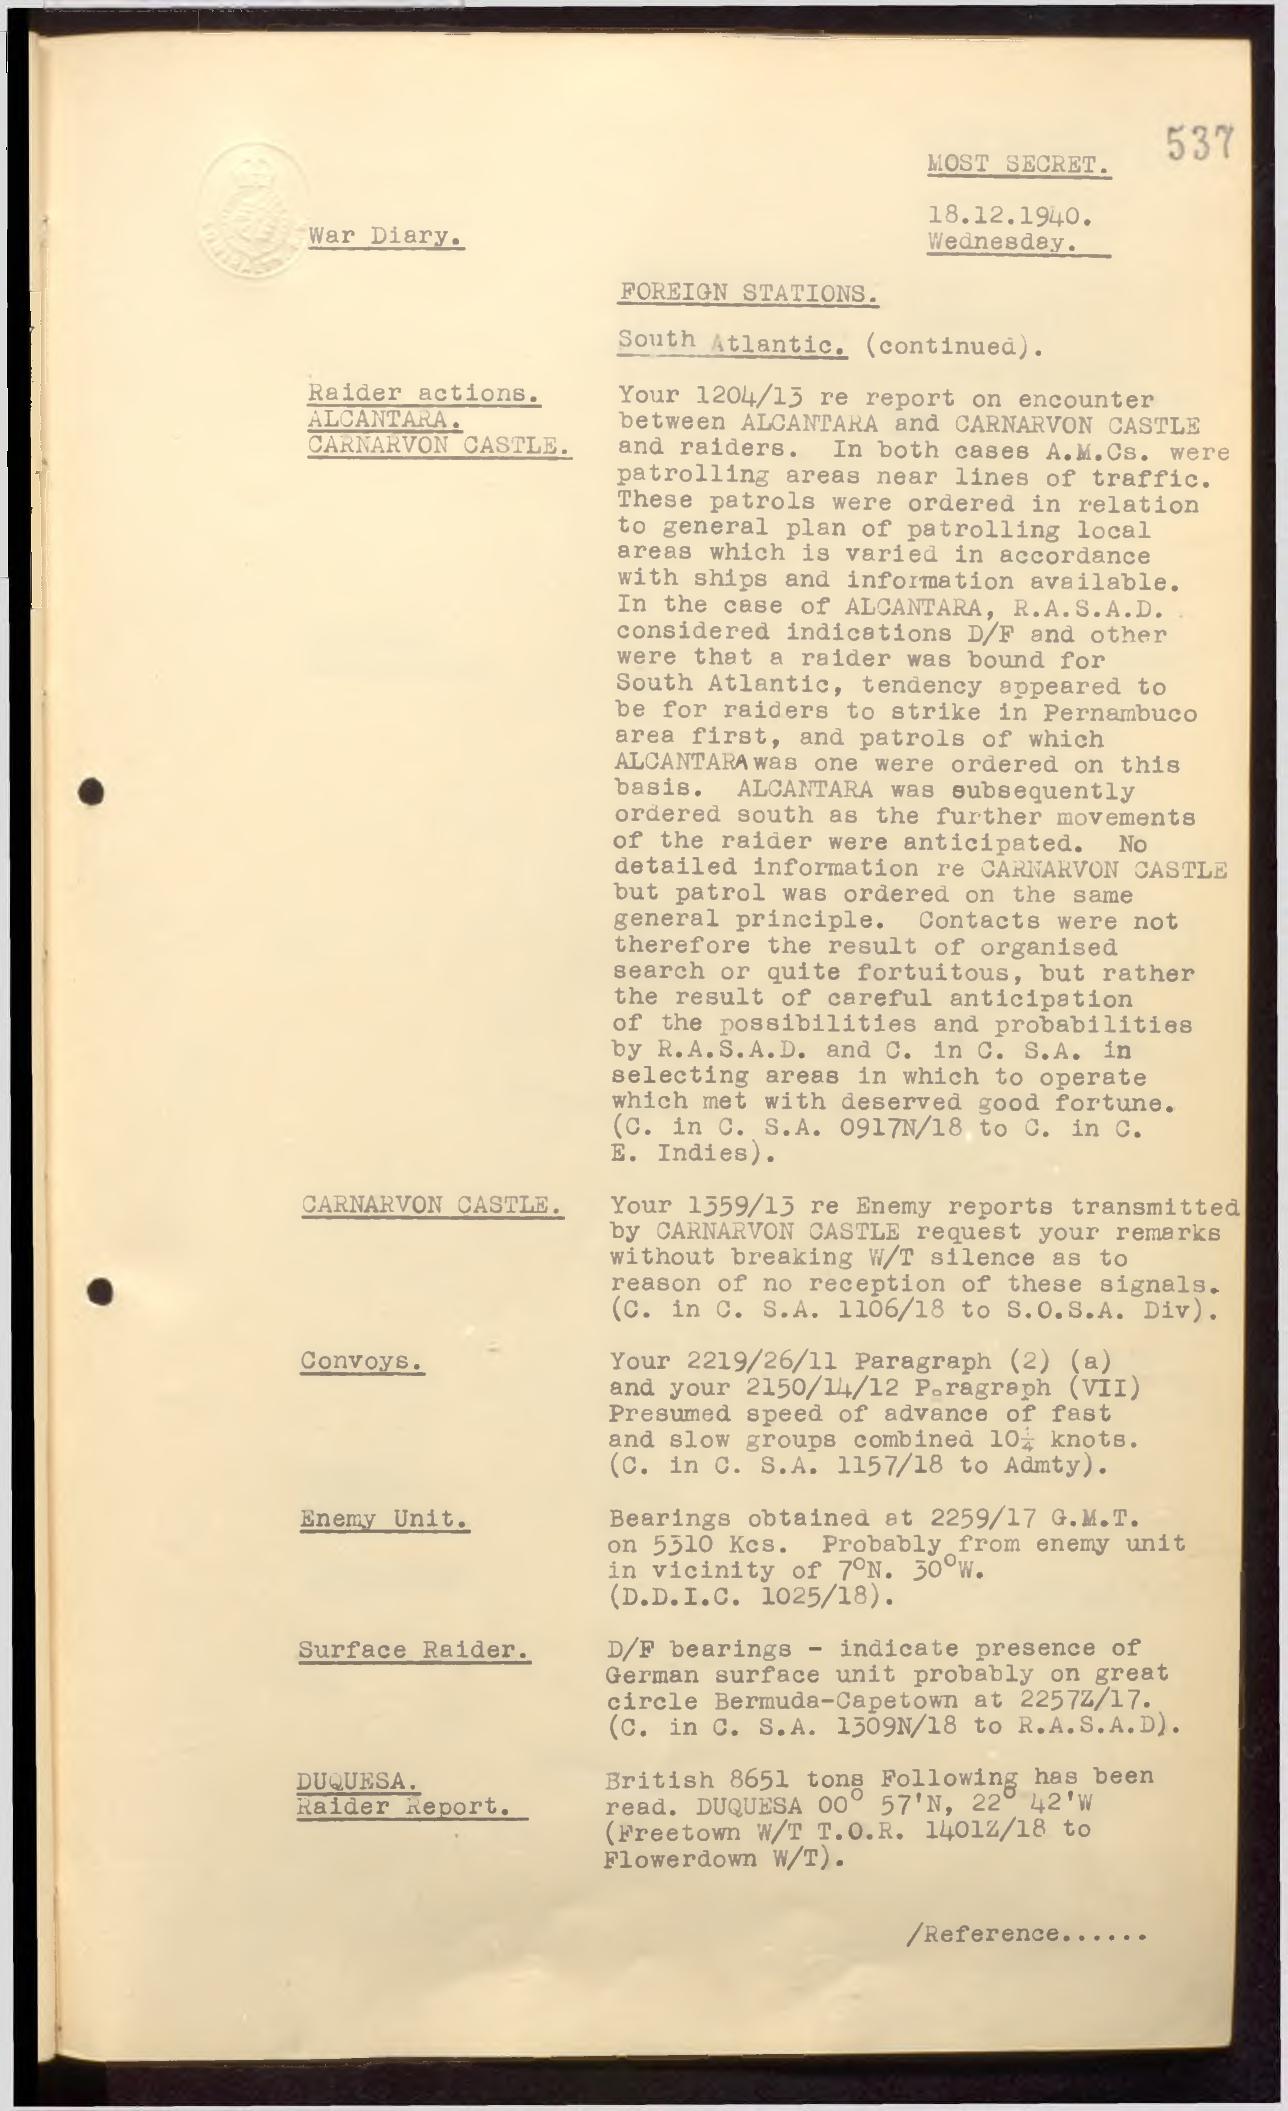 537
MOST SECRET.
18.12.1940.
Wednesday.
War Diary.
FOREIGN STATIONS.
South Atlantic. (continued).
Raider actions.
ALCANTARA.
CARNARVON CASTLE.
Your 1204/13 re report on encounter
between ALCANTARA and CARNARVON CASTLE
and raiders. In both cases A.M.Cs. were
patrolling areas near lines of traffic.
These patrols were ordered in relation
to general plan of patrolling local
areas which is varied in accordance
with ships and information available.
In the case of ALCANTARA, R.A.S.A.D.
considered indications D/F and other
were that a raider was bound for
South Atlantic, tendency appeared to
be for raiders to strike in Pernambuco
area first, and patrols of which
ALCANTARA was one were ordered on this
basis. ALCANTARA was subsequently
ordered south as the further movements
of the raider were anticipated. No
detailed information re CARNARVON CASTLE
but patrol was ordered on the same
general principle. Contacts were not
therefore the result of organised
search or quite fortuitous, but rather
the result of careful anticipation
of the possibilities and probabilities
by R.A.S.A.D. and C. in C. S.A. in
selecting areas in which to operate
which met with deserved good fortune.
(C. in C. S.A. 0917N/18 to C. in C.
E. Indies).
CARNARVON CASTLE.
Your 1359/13 re Enemy reports transmitted
by CARNARVON CASTLE request your remarks
without breaking W/T silence as to
reason of no reception of these signals.
(C. in C. S.A. 1106/18 to S.O.S.A. Div).
Convoys.
Your 2219/26/11 Paragraph (2) (a)
and your 2150/14/12 Paragraph (VII)
Presumed speed of advance of fast
and slow groups combined 10¼ knots.
(C. in C. S.A. 1157/18 to Admty).
Enemy Unit.
Bearings obtained at 2259/17 G.M.T.
on 5310 Kcs. Probably from enemy unit
in vicinity of 7°N. 30°W.
(D.D.I.C. 1025/18).
Surface Raider.
D/F bearings - indicate presence of
German surface unit probably on great
circle Bermuda-Capetown at 2257Z/17.
(C. in C. S.A. 1309N/18 to R.A.S.A.D).
DUQUESA.
Raider Report.
British 8651 tons Following has been
read. DUQUESA 00° 57'N, 22° 42'W
(Freetown W/T T.O.R. 1401Z/18 to
Flowerdown W/T).
/Reference......